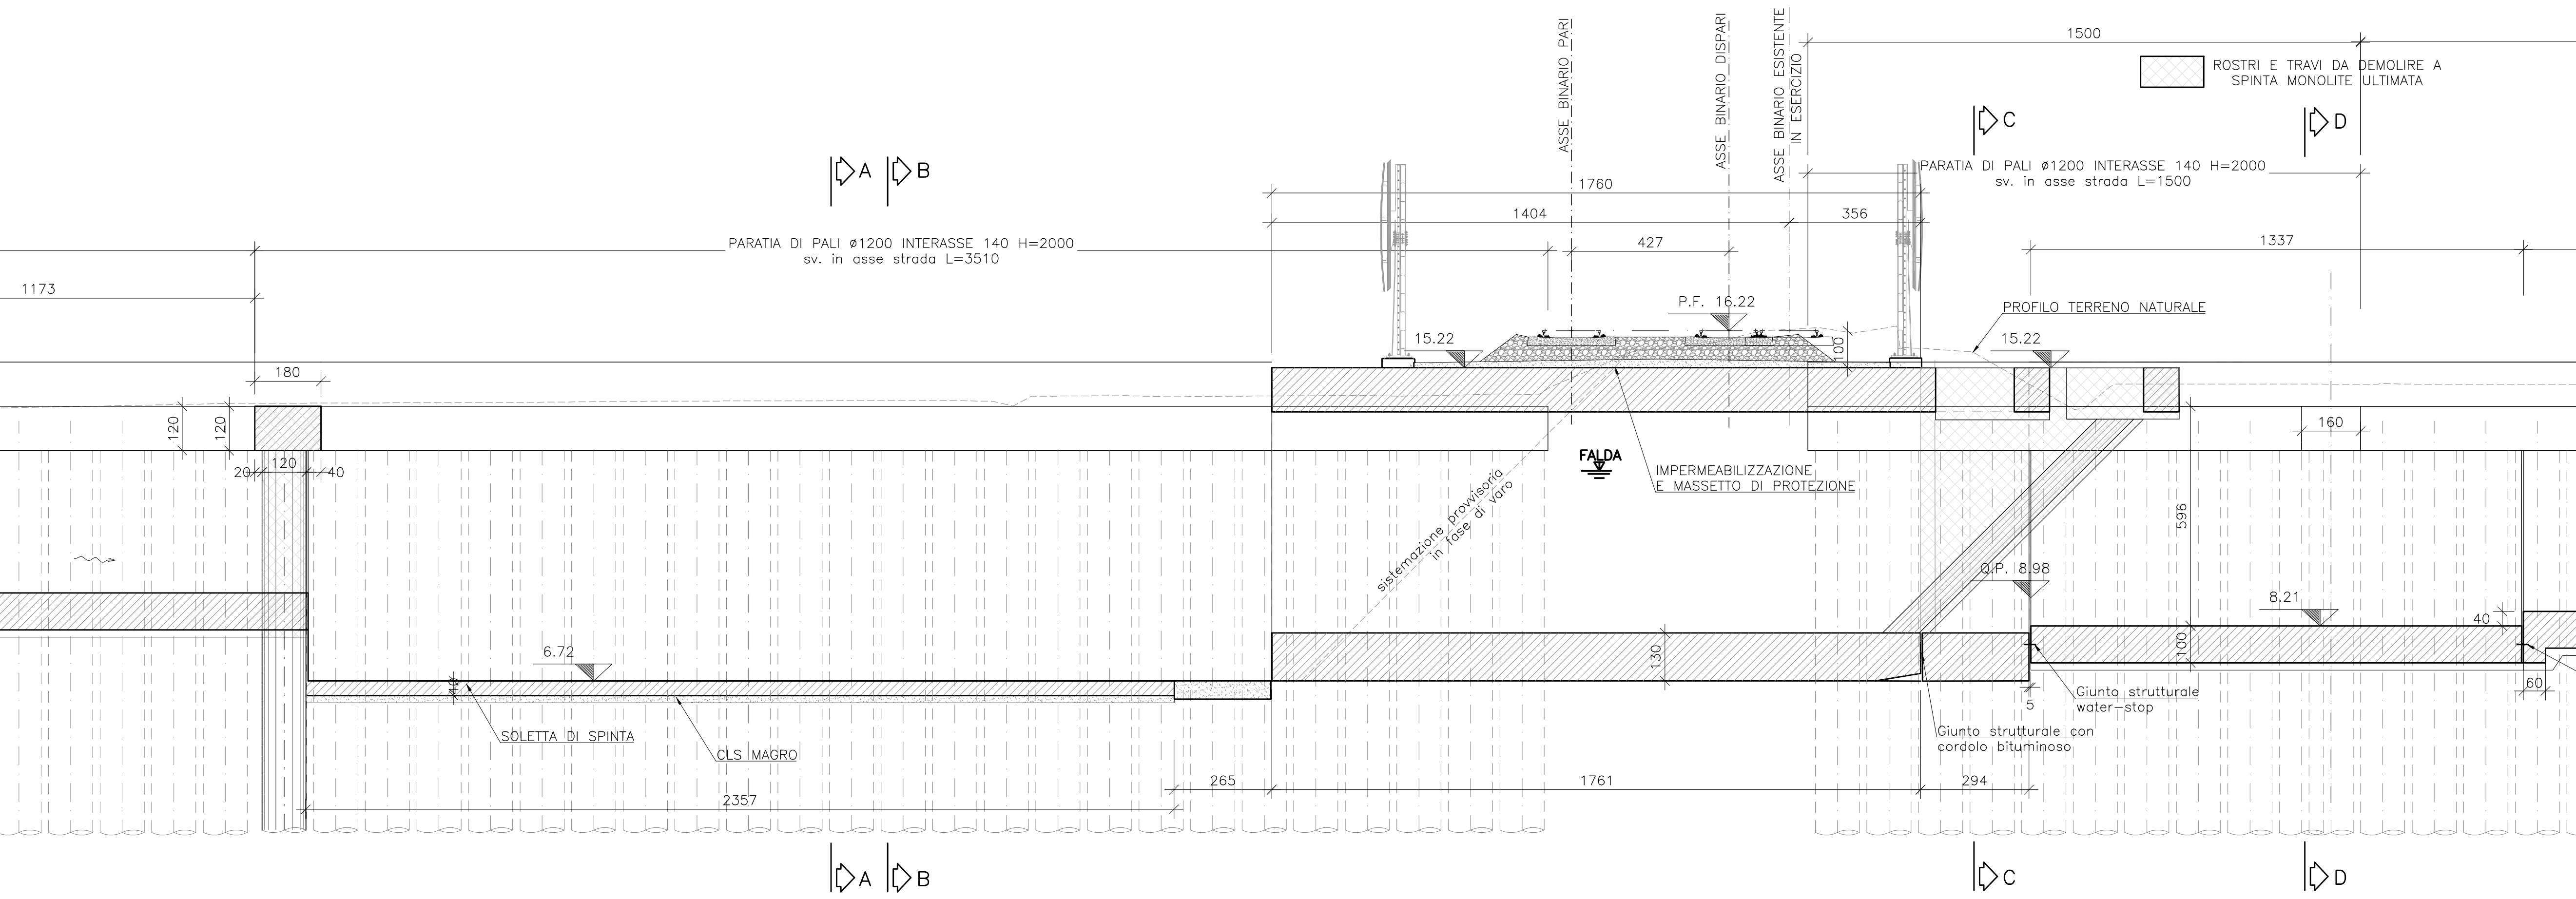 ASSE BINARIO PARI
ASSE BINARIO DISPARI
ASSE BINARIO ESISTENTE
IN ESERCIZIO
1500
ROSTRI E TRAVI DA DEMOLIRE A
SPINTA MONOLITE ULTIMATA
A
B
C
D
PARATIA DI PALI ø1200 INTERASSE 140 H=2000
sv. in asse strada L=1500
1760
1404
356
PARATIA DI PALI ø1200 INTERASSE 140 H=2000
sv. in asse strada L=3510
427
1337
1173
P.F. 16.22
PROFILO TERRENO NATURALE
15.22
15.22
100
180
120
120
160
20
120
40
FALDA
IMPERMEABILIZZAZIONE
E MASSETTO DI PROTEZIONE
sistemazione provvisoria
in fase di varo
596
Q.P. 8.98
8.21
40
6.72
130
100
40
60
Giunto strutturale
water-stop
5
SOLETTA DI SPINTA
CLS MAGRO
Giunto strutturale con
cordolo bituminoso
265
1761
294
2357
A
B
C
D